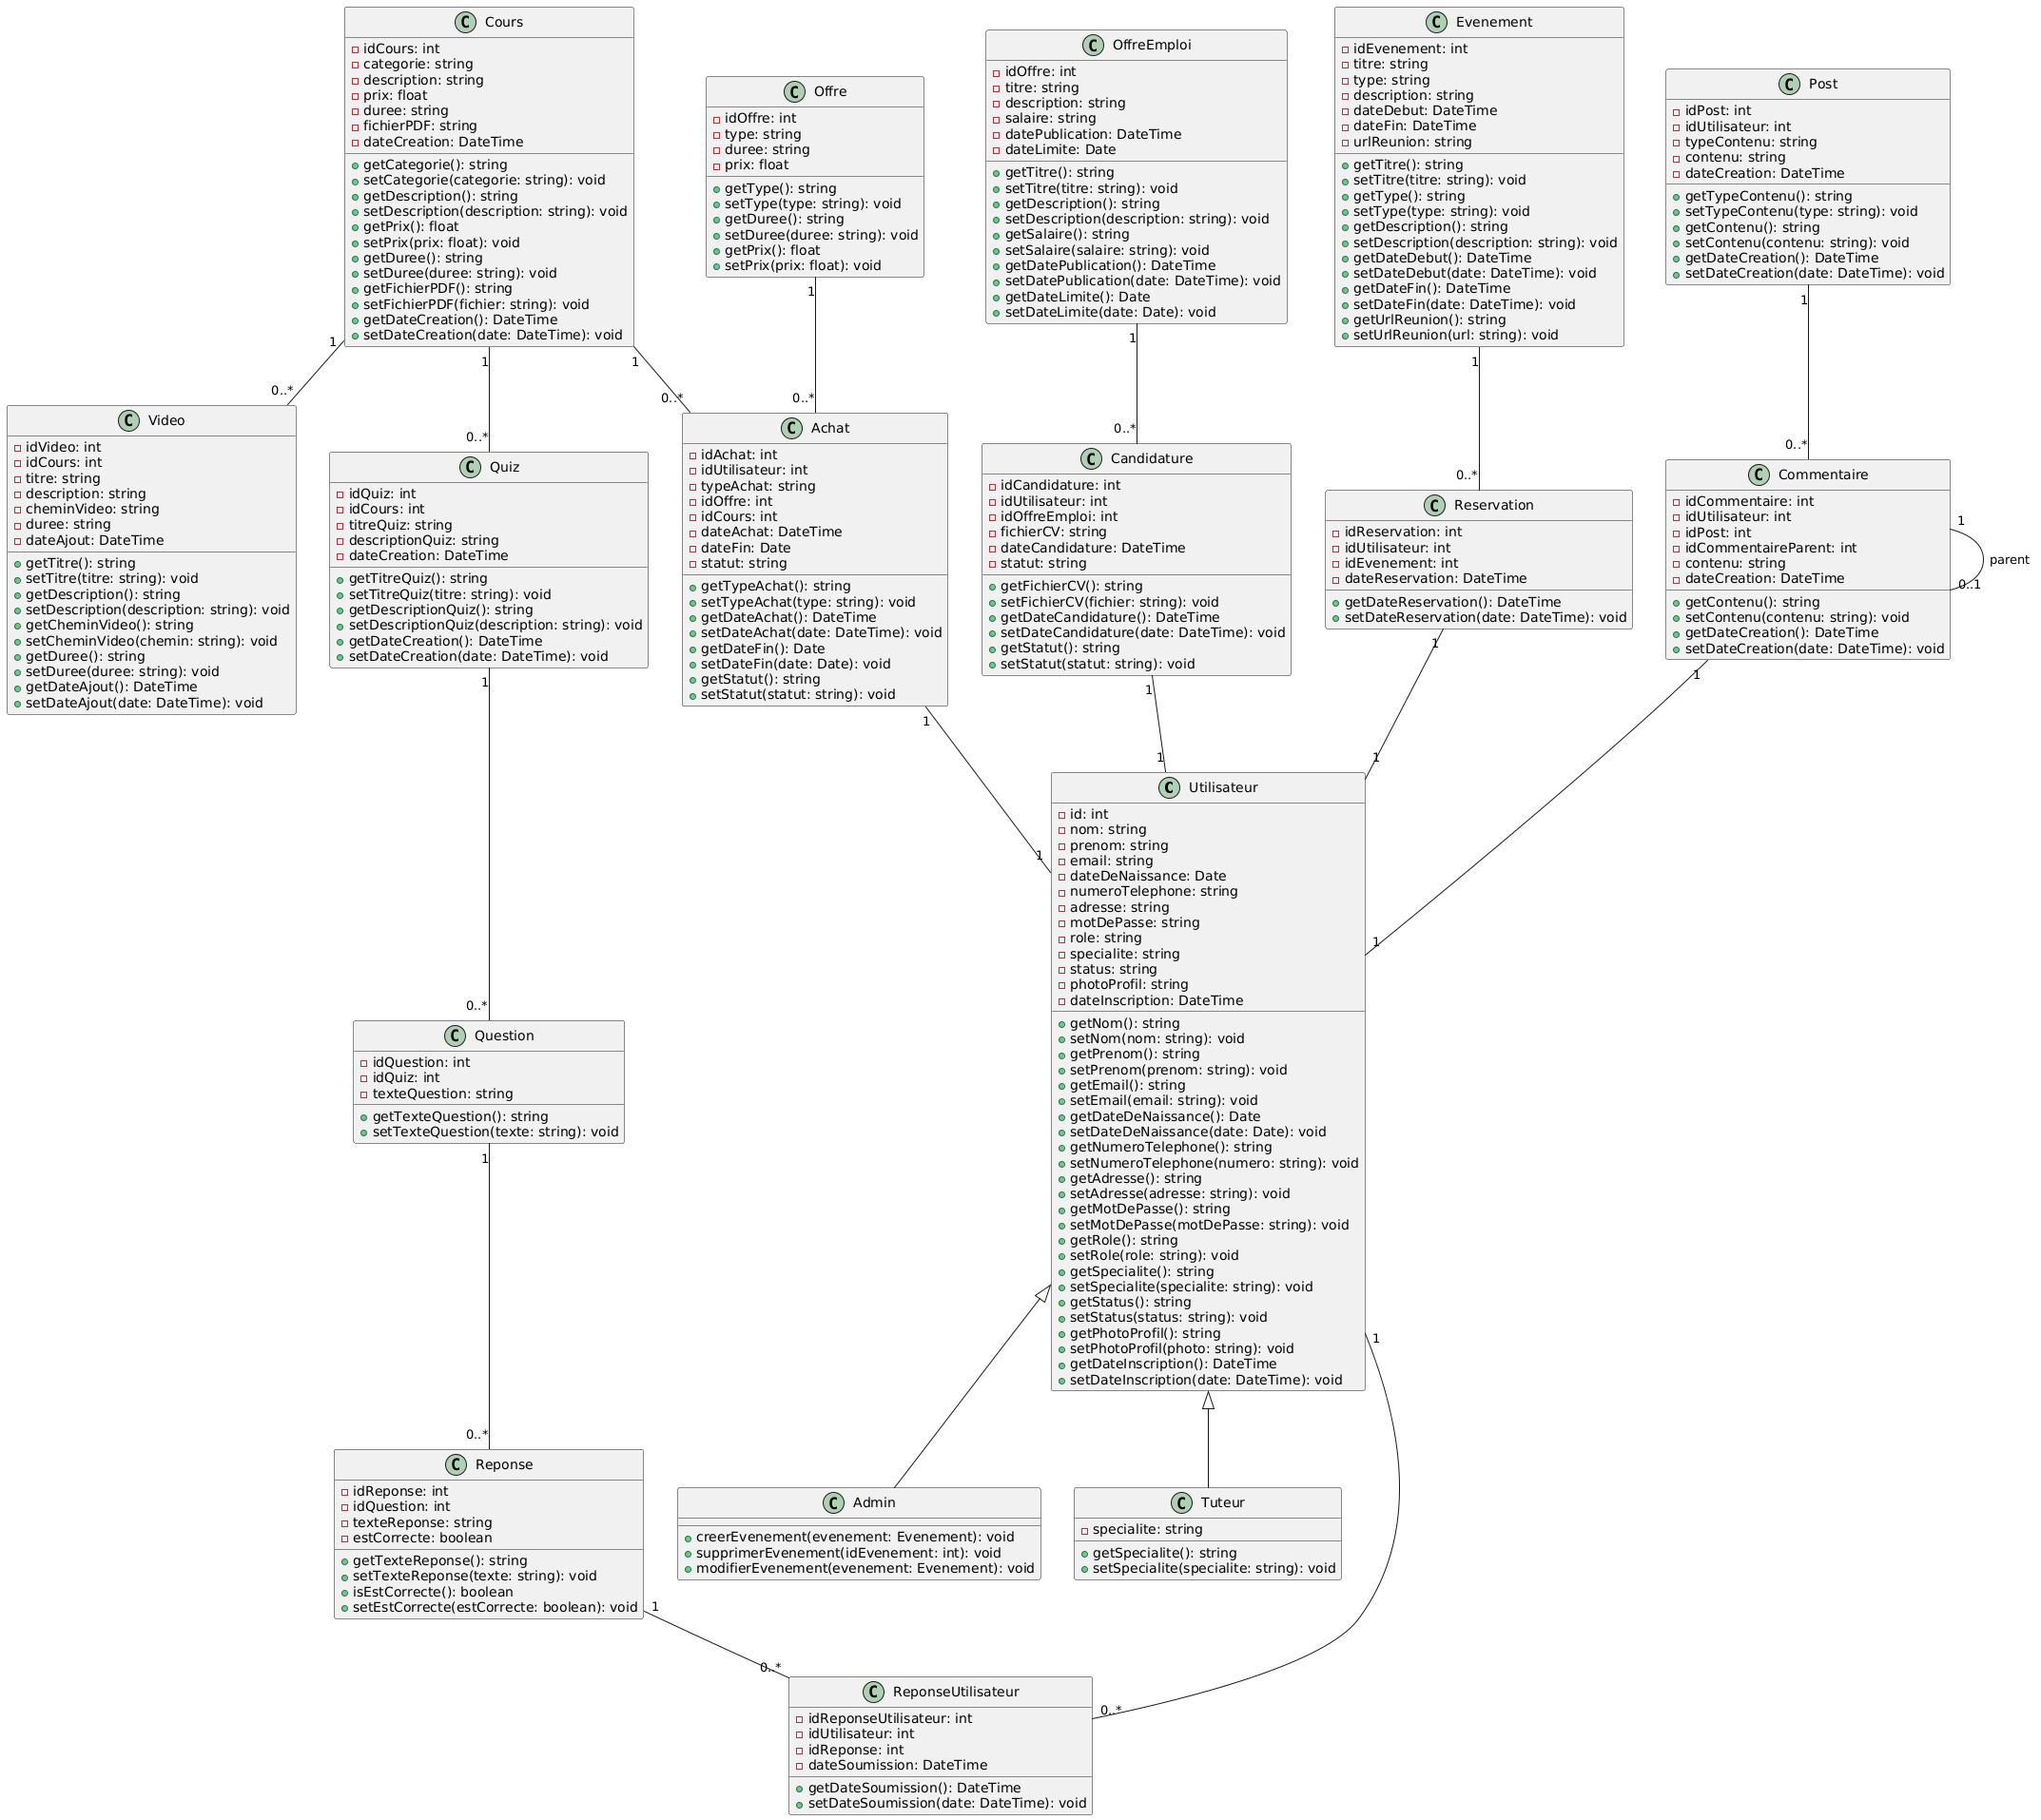 Cours
idCours: int
categorie: string
description: string
prix: float
duree: string
fichierPDF: string
dateCreation: DateTime
getCategorie(): string
setCategorie(categorie: string): void
getDescription(): string
setDescription(description: string): void
getPrix(): float
setPrix(prix: float): void
getDuree(): string
setDuree(duree: string): void
getFichierPDF(): string
setFichierPDF(fichier: string): void
getDateCreation(): DateTime
setDateCreation(date: DateTime): void
Offre
idOffre: int
type: string
duree: string
prix: float
getType(): string
setType(type: string): void
getDuree(): string
setDuree(duree: string): void
getPrix(): float
setPrix(prix: float): void
OffreEmploi
idOffre: int
titre: string
description: string
salaire: string
datePublication: DateTime
dateLimite: Date
getTitre(): string
setTitre(titre: string): void
getDescription(): string
setDescription(description: string): void
getSalaire(): string
setSalaire(salaire: string): void
getDatePublication(): DateTime
setDatePublication(date: DateTime): void
getDateLimite(): Date
setDateLimite(date: Date): void
Evenement
idEvenement: int
titre: string
type: string
description: string
dateDebut: DateTime
dateFin: DateTime
urlReunion: string
getTitre(): string
setTitre(titre: string): void
getType(): string
setType(type: string): void
getDescription(): string
setDescription(description: string): void
getDateDebut(): DateTime
setDateDebut(date: DateTime): void
getDateFin(): DateTime
setDateFin(date: DateTime): void
getUrlReunion(): string
setUrlReunion(url: string): void
Post
idPost: int
idUtilisateur: int
typeContenu: string
contenu: string
dateCreation: DateTime
getTypeContenu(): string
setTypeContenu(type: string): void
getContenu(): string
setContenu(contenu: string): void
getDateCreation(): DateTime
setDateCreation(date: DateTime): void
1
0..*
1
0..*
1
0..*
1
0..*
1
0..*
1
0..*
1
0..*
Video
idVideo: int
idCours: int
titre: string
description: string
cheminVideo: string
duree: string
dateAjout: DateTime
getTitre(): string
setTitre(titre: string): void
getDescription(): string
setDescription(description: string): void
getCheminVideo(): string
setCheminVideo(chemin: string): void
getDuree(): string
setDuree(duree: string): void
getDateAjout(): DateTime
setDateAjout(date: DateTime): void
Quiz
idQuiz: int
idCours: int
titreQuiz: string
descriptionQuiz: string
dateCreation: DateTime
getTitreQuiz(): string
setTitreQuiz(titre: string): void
getDescriptionQuiz(): string
setDescriptionQuiz(description: string): void
getDateCreation(): DateTime
setDateCreation(date: DateTime): void
Achat
idAchat: int
idUtilisateur: int
typeAchat: string
idOffre: int
idCours: int
dateAchat: DateTime
dateFin: Date
statut: string
getTypeAchat(): string
setTypeAchat(type: string): void
getDateAchat(): DateTime
setDateAchat(date: DateTime): void
getDateFin(): Date
setDateFin(date: Date): void
getStatut(): string
setStatut(statut: string): void
Candidature
idCandidature: int
idUtilisateur: int
idOffreEmploi: int
fichierCV: string
dateCandidature: DateTime
statut: string
getFichierCV(): string
setFichierCV(fichier: string): void
getDateCandidature(): DateTime
setDateCandidature(date: DateTime): void
getStatut(): string
setStatut(statut: string): void
Reservation
idReservation: int
idUtilisateur: int
idEvenement: int
dateReservation: DateTime
getDateReservation(): DateTime
setDateReservation(date: DateTime): void
Commentaire
idCommentaire: int
idUtilisateur: int
idPost: int
idCommentaireParent: int
contenu: string
dateCreation: DateTime
getContenu(): string
setContenu(contenu: string): void
getDateCreation(): DateTime
setDateCreation(date: DateTime): void
1
parent
0..1
1
0..*
1
1
1
1
1
1
1
1
Utilisateur
id: int
nom: string
prenom: string
email: string
dateDeNaissance: Date
numeroTelephone: string
adresse: string
motDePasse: string
role: string
specialite: string
status: string
photoProfil: string
dateInscription: DateTime
getNom(): string
setNom(nom: string): void
getPrenom(): string
setPrenom(prenom: string): void
getEmail(): string
setEmail(email: string): void
getDateDeNaissance(): Date
setDateDeNaissance(date: Date): void
getNumeroTelephone(): string
setNumeroTelephone(numero: string): void
getAdresse(): string
setAdresse(adresse: string): void
getMotDePasse(): string
setMotDePasse(motDePasse: string): void
getRole(): string
setRole(role: string): void
getSpecialite(): string
setSpecialite(specialite: string): void
getStatus(): string
setStatus(status: string): void
getPhotoProfil(): string
setPhotoProfil(photo: string): void
getDateInscription(): DateTime
setDateInscription(date: DateTime): void
1
0..*
Question
idQuestion: int
idQuiz: int
texteQuestion: string
getTexteQuestion(): string
setTexteQuestion(texte: string): void
1
0..*
Reponse
idReponse: int
idQuestion: int
texteReponse: string
estCorrecte: boolean
getTexteReponse(): string
setTexteReponse(texte: string): void
isEstCorrecte(): boolean
setEstCorrecte(estCorrecte: boolean): void
Admin
creerEvenement(evenement: Evenement): void
supprimerEvenement(idEvenement: int): void
modifierEvenement(evenement: Evenement): void
Tuteur
specialite: string
getSpecialite(): string
setSpecialite(specialite: string): void
1
0..*
ReponseUtilisateur
idReponseUtilisateur: int
idUtilisateur: int
idReponse: int
dateSoumission: DateTime
getDateSoumission(): DateTime
setDateSoumission(date: DateTime): void